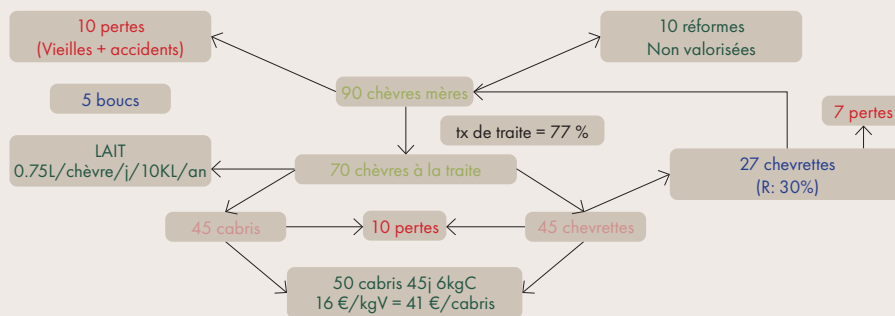 10 pertes
(Vieilles + accidents)
10 réformes
Non valorisées
5 boucs
90 chèvres mères
7 pertes
tx de traite = 77 %
LAIT
0.75L/chèvre/j/10KL/an
70 chèvres à la traite
27 chevrettes
(R: 30%)
45 cabris
10 pertes
45 chevrettes
50 cabris 45j 6kgC
16 €/kgV = 41 €/cabris